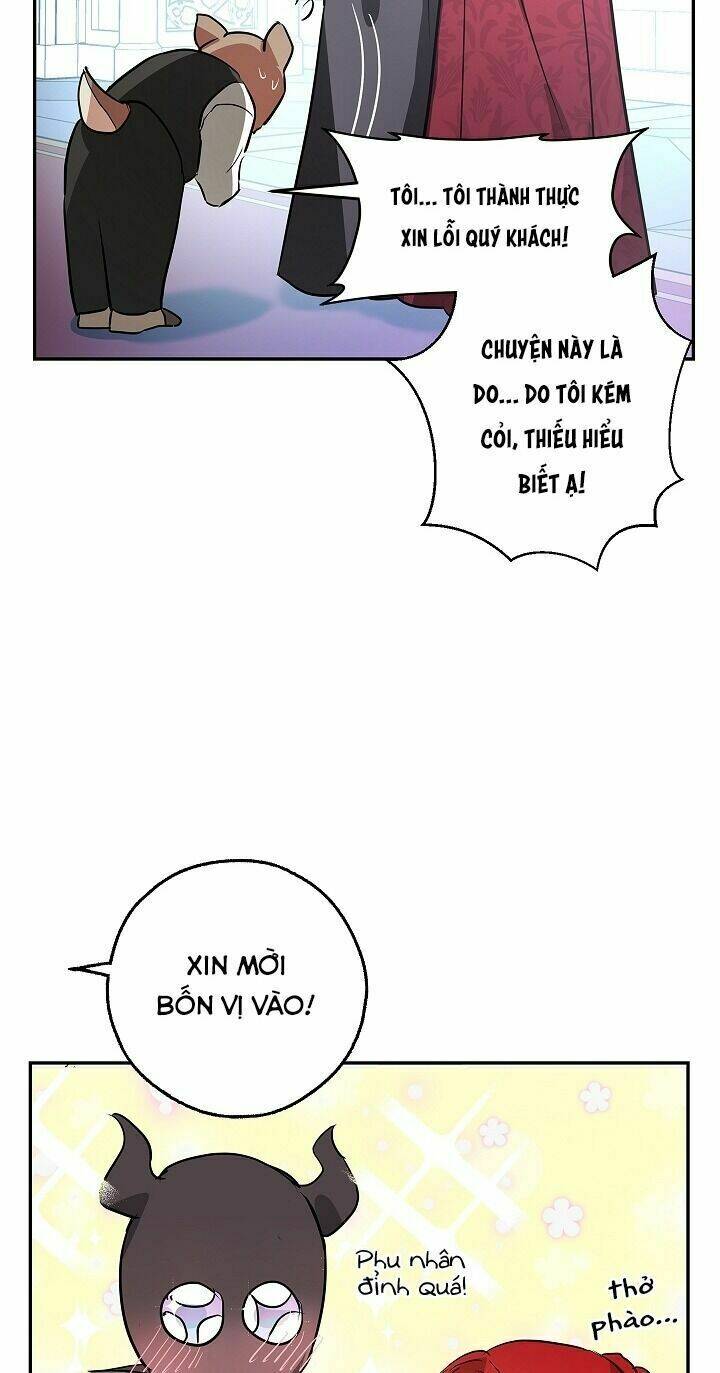 TÔI... TÔI THÀNH THỰC
XIN LỖI QUÝ KHÁCH!
CHUYỆN NÀY LÀ
DO... DO TÔI KÉM
CỎI, THIẾU HIỂU
BIẾT Ạ!
XIN MỜI
BỐN VỊ VÀO!
Phu nhân
đỉnh quá!
thở
phào...